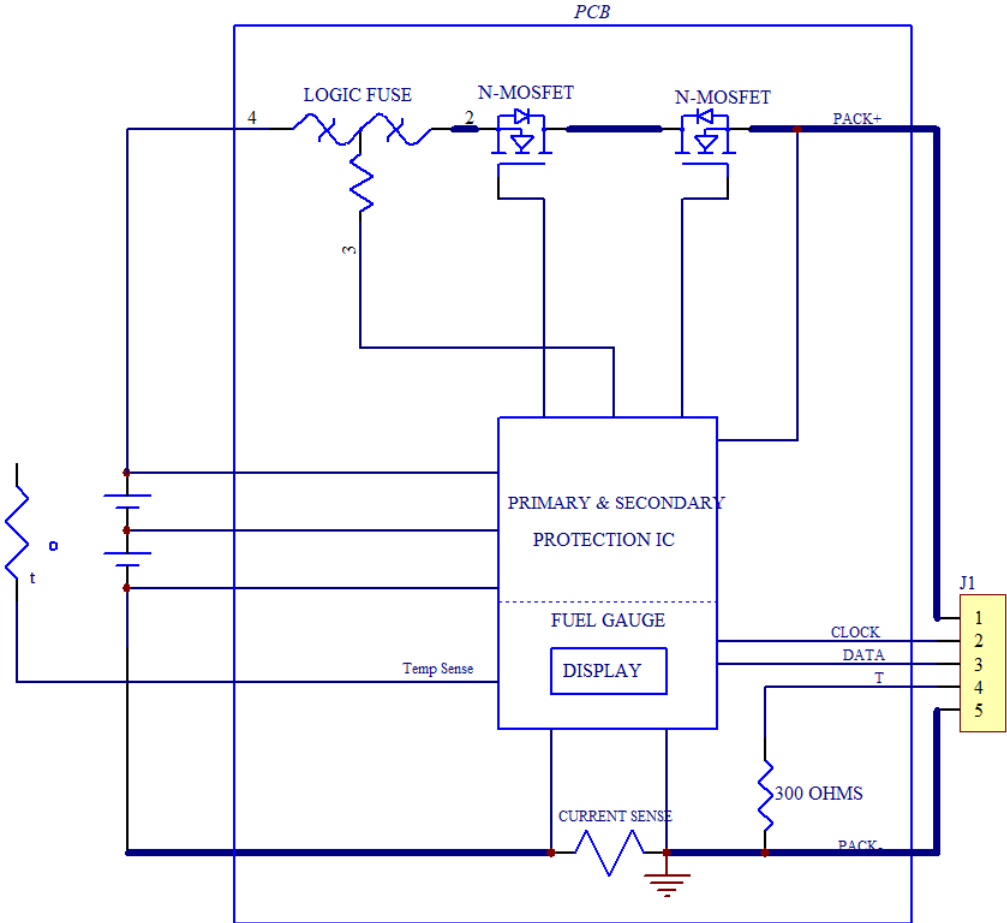 PCB
LOGIC FUSE
N-MOSFET
N-MOSFET
4
2
PACK+
3
PRIMARY & SECONDARY
PROTECTION IC
t
o
FUEL GAUGE
DISPLAY
Temp Sense
J1
1
CLOCK
2
DATA
3
T
4
5
300 OHMS
CURRENT SENSE
PACK-